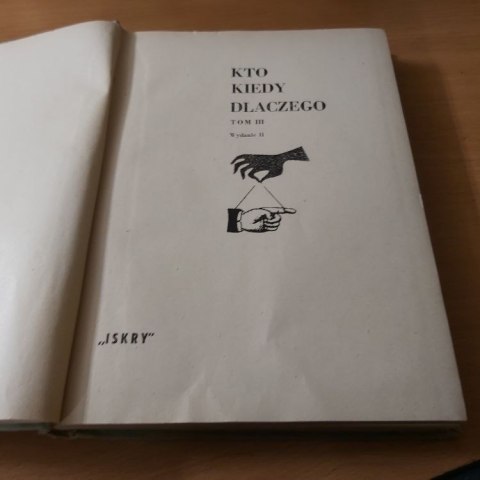 KTO
KIEDY
DLACZEGO
TOM III
Wydanie II
„ISKRY”